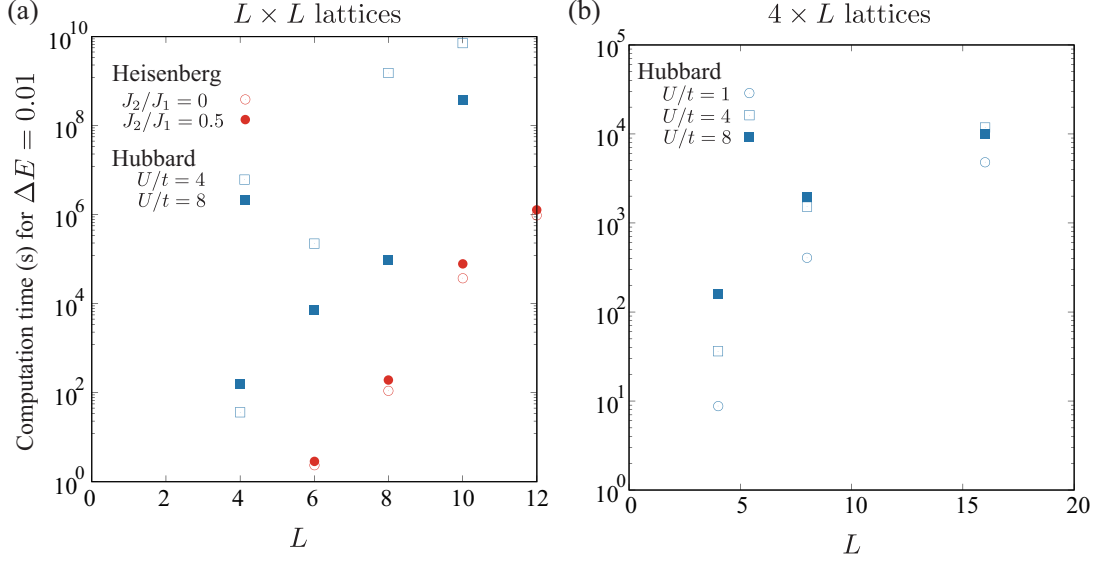 (a)
L × L lattices
Computation time (s) for ΔE = 0.01
10^10
10^8
10^6
10^4
10^2
10^0
Heisenberg
J_2/J_1 = 0
J_2/J_1 = 0.5
Hubbard
U/t = 4
U/t = 8
0 2 4 6 8 10 12
L
(b)
4 × L lattices
10^5
10^4
10^3
10^2
10^1
10^0
Hubbard
U/t = 1
U/t = 4
U/t = 8
0 5 10 15 20
L